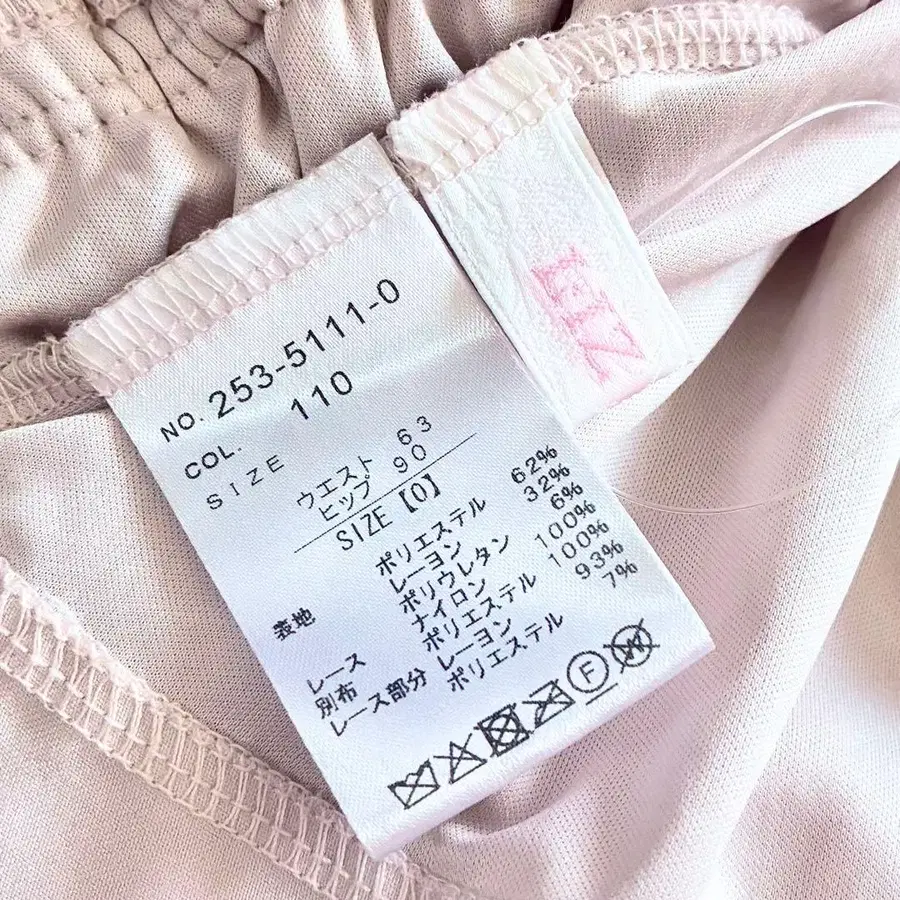 NO. 253-5111-0
COL. 110
SIZE ウエスト 63
ヒップ 90
SIZE【0】
表地 ポリエステル 62%
レーヨン 32%
ポリウレタン 6%
レース ナイロン 100%
別布 ポリエステル 100%
レース部分 レーヨン 93%
ポリエステル 7%
F W